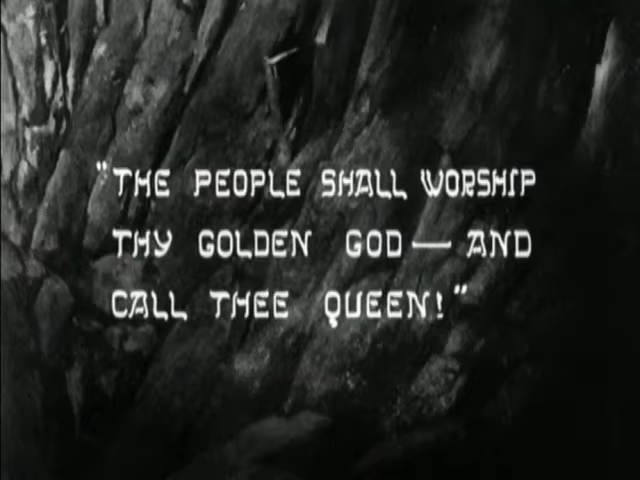 "THE PEOPLE SHALL WORSHIP
THY GOLDEN GOD — AND
CALL THEE QUEEN!"